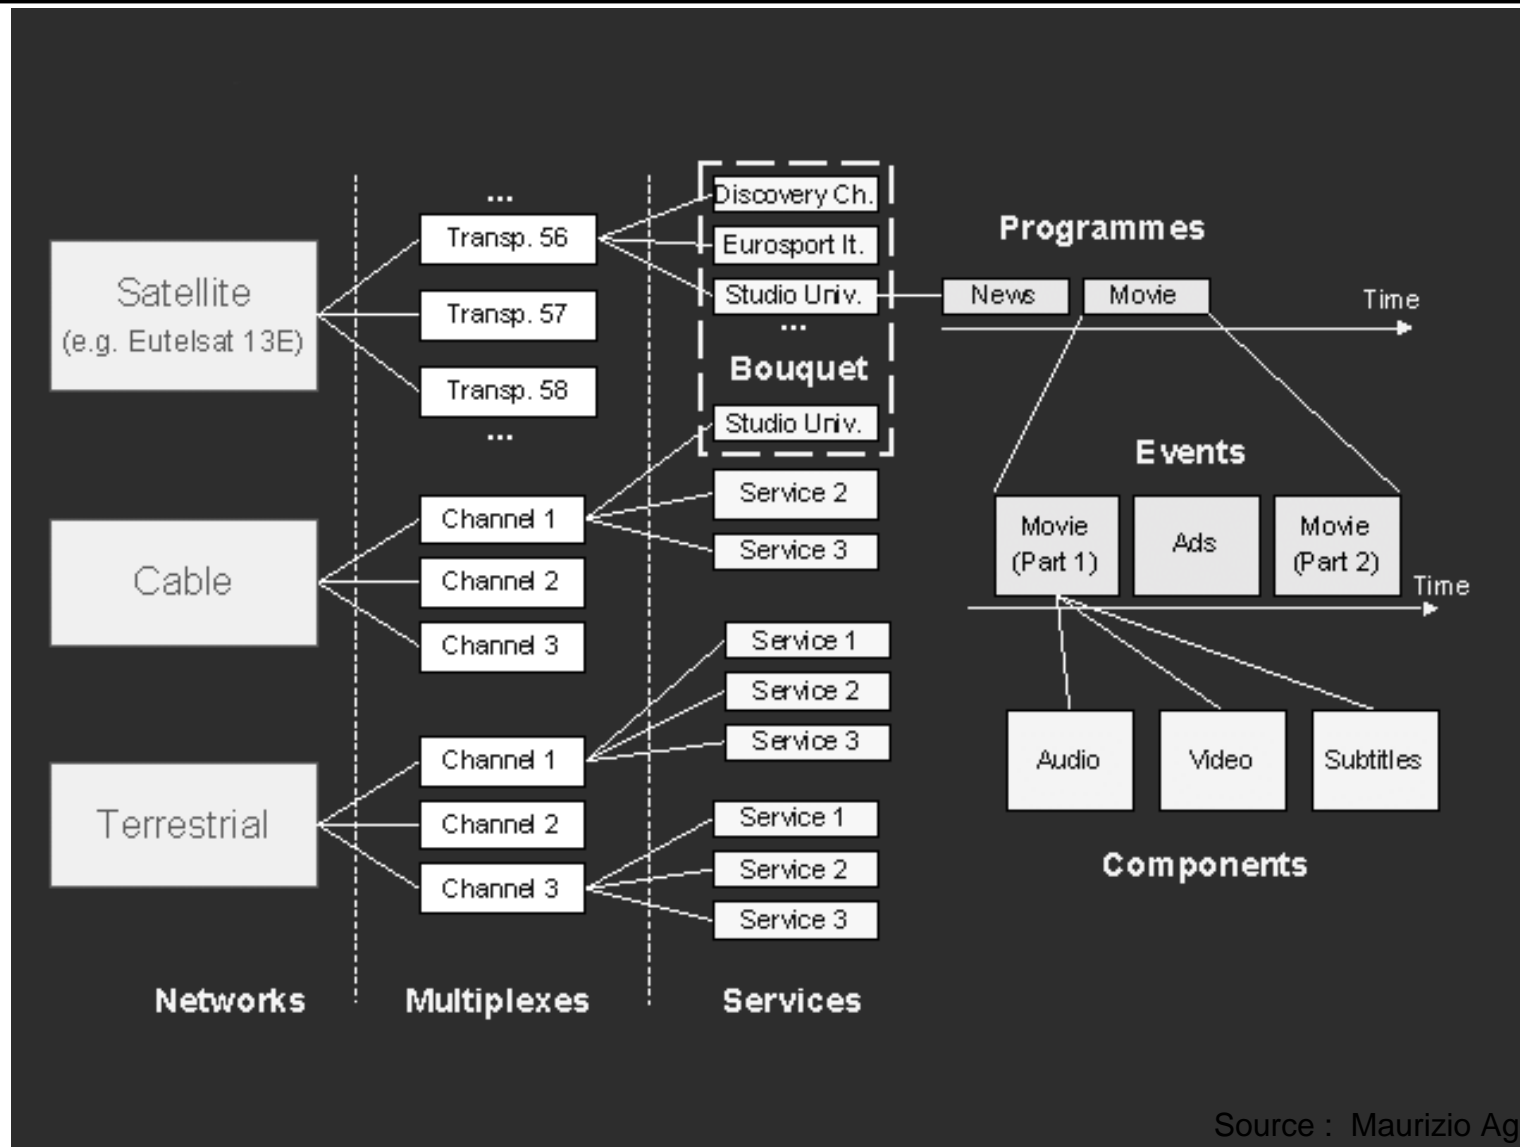 Satellite
(e.g. Eutelsat 13E)
Cable
Terrestrial
Networks
...
Transp. 56
Transp. 57
Transp. 58
...
Channel 1
Channel 2
Channel 3
Channel 1
Channel 2
Channel 3
Multiplexes
Discovery Ch.
Eurosport It.
Studio Univ.
...
Bouquet
Studio Univ.
Service 2
Service 3
Service 1
Service 2
Service 3
Service 1
Service 2
Service 3
Services
Programmes
News
Movie
Time
Events
Movie
(Part 1)
Ads
Movie
(Part 2)
Time
Audio
Video
Subtitles
Components
Source : Maurizio Ag